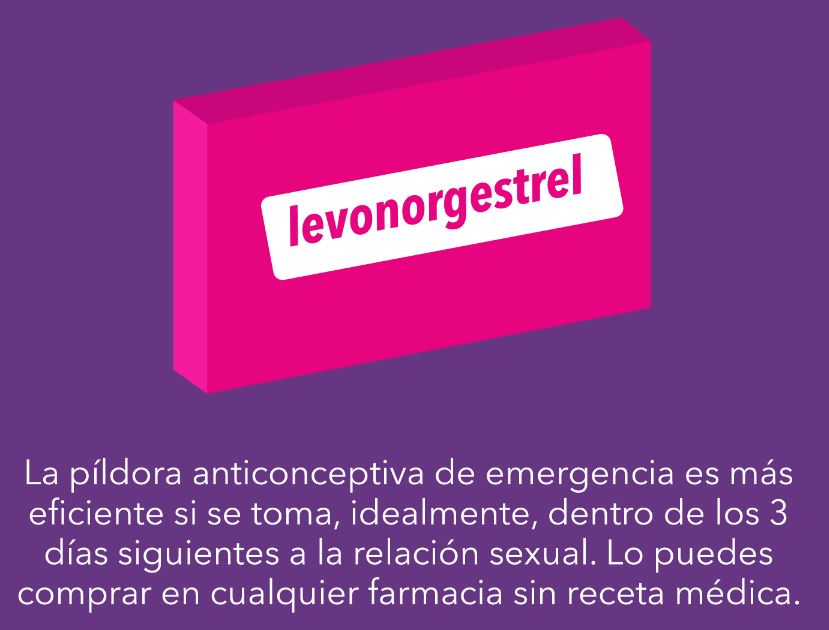 levonorgestrel
La píldora anticonceptiva de emergencia es más
eficiente si se toma, idealmente, dentro de los 3
días siguientes a la relación sexual. Lo puedes
comprar en cualquier farmacia sin receta médica.